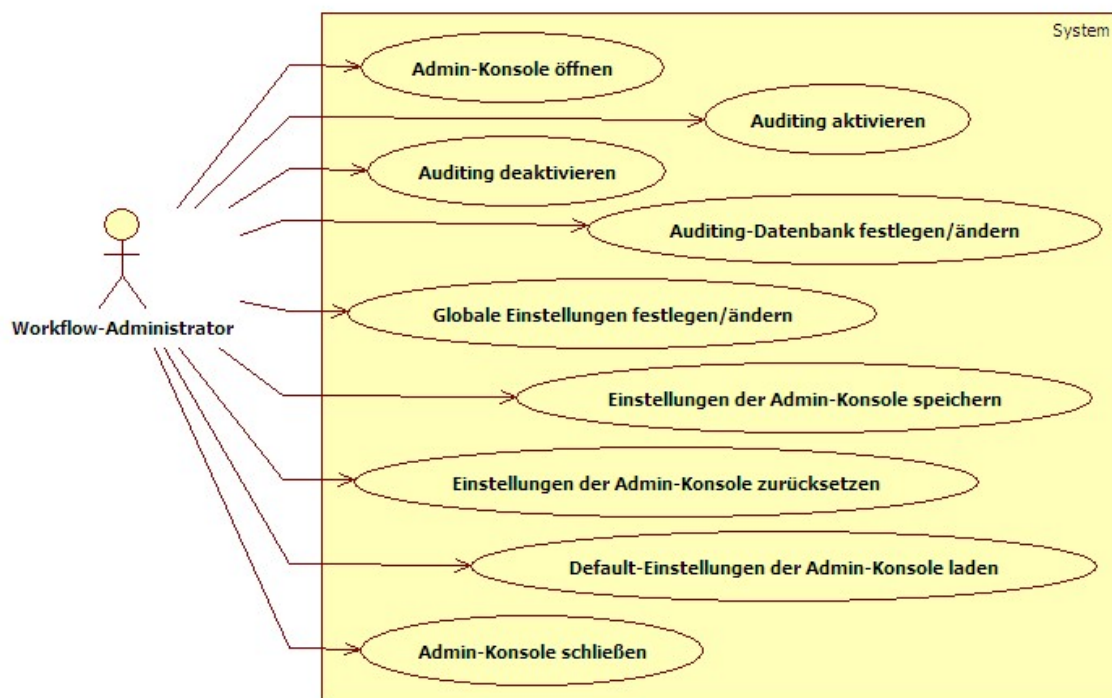 System
Admin-Konsole öffnen
Auditing aktivieren
Auditing deaktivieren
Auditing-Datenbank festlegen/ändern
Workflow-Administrator
Globale Einstellungen festlegen/ändern
Einstellungen der Admin-Konsole speichern
Einstellungen der Admin-Konsole zurücksetzen
Default-Einstellungen der Admin-Konsole laden
Admin-Konsole schließen